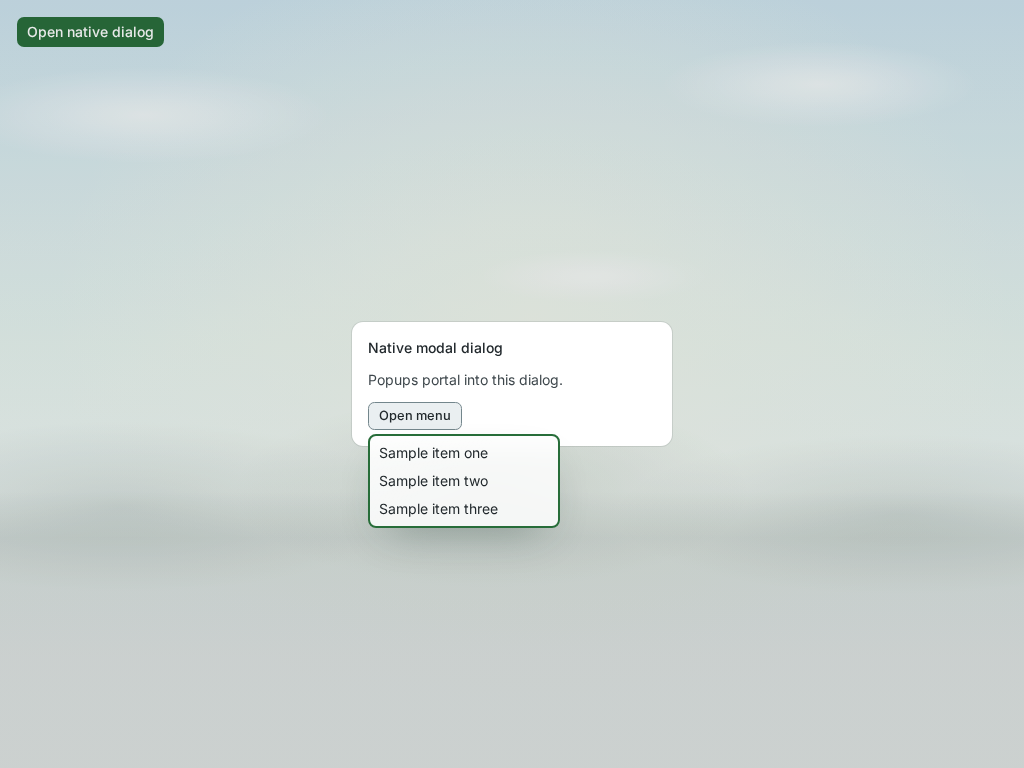 Open native dialog
Native modal dialog
Popups portal into this dialog.
Open menu
Sample item one
Sample item two
Sample item three